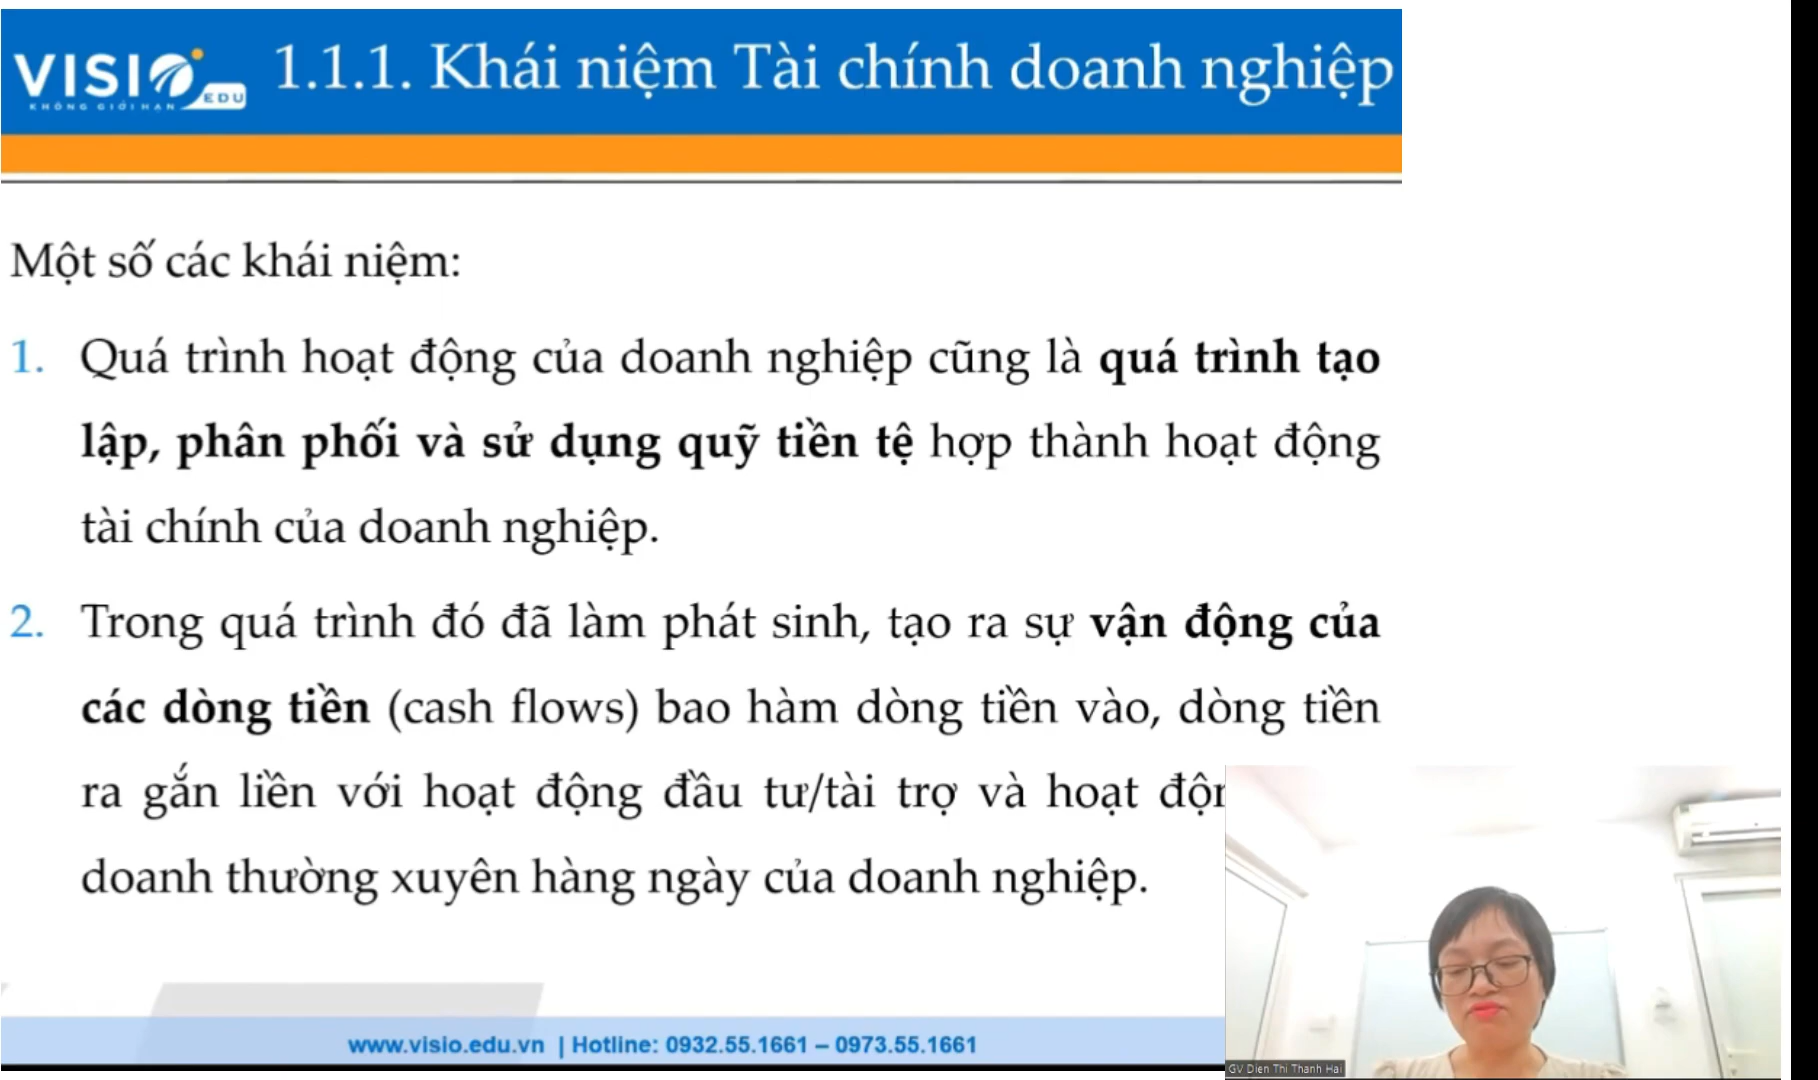 VISIO EDU
KHÔNG GIỚI HẠN
1.1.1. Khái niệm Tài chính doanh nghiệp
Một số các khái niệm:
1. Quá trình hoạt động của doanh nghiệp cũng là quá trình tạo
lập, phân phối và sử dụng quỹ tiền tệ hợp thành hoạt động
tài chính của doanh nghiệp.
2. Trong quá trình đó đã làm phát sinh, tạo ra sự vận động của
các dòng tiền (cash flows) bao hàm dòng tiền vào, dòng tiền
ra gắn liền với hoạt động đầu tư/tài trợ và hoạt
doanh thường xuyên hàng ngày của doanh nghiệp.
www.visio.edu.vn | Hotline: 0932.55.1661 – 0973.55.1661
GV Dien Thi Thanh Hai